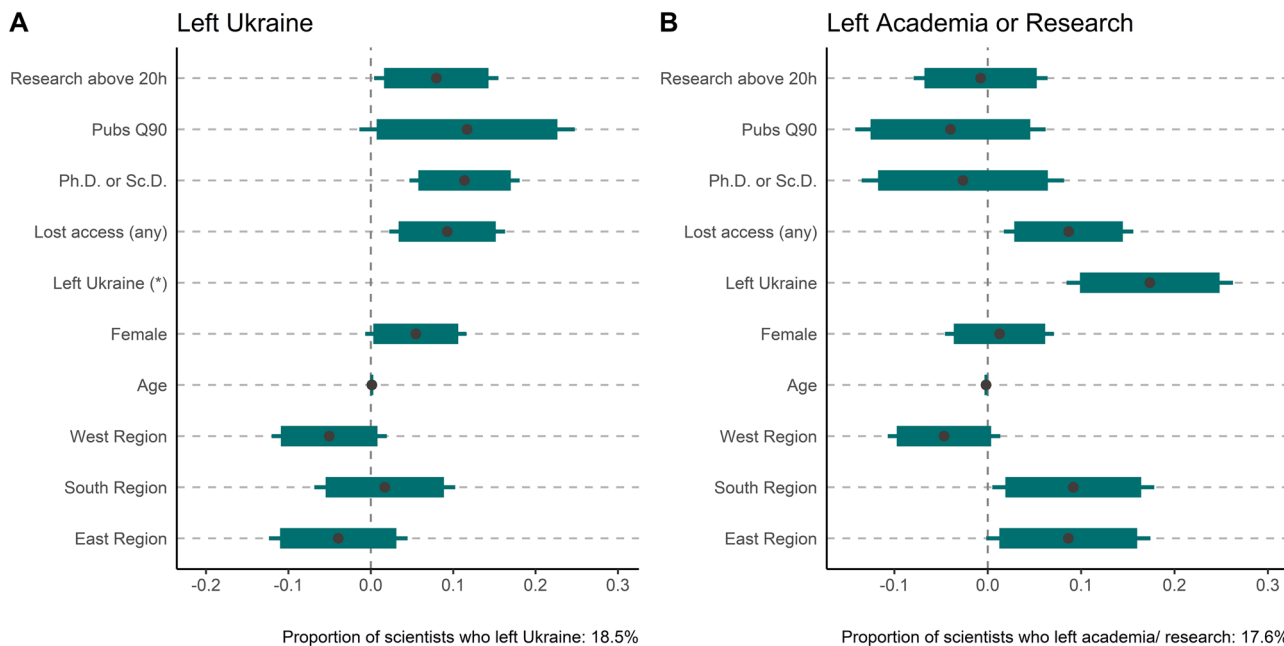 A Left Ukraine
Research above 20h
Pubs Q90
Ph.D. or Sc.D.
Lost access (any)
Left Ukraine (*)
Female
Age
West Region
South Region
East Region
-0.2 -0.1 0.0 0.1 0.2 0.3
Proportion of scientists who left Ukraine: 18.5%
B Left Academia or Research
Research above 20h
Pubs Q90
Ph.D. or Sc.D.
Lost access (any)
Left Ukraine
Female
Age
West Region
South Region
East Region
-0.1 0.0 0.1 0.2 0.3
Proportion of scientists who left academia/ research: 17.6%